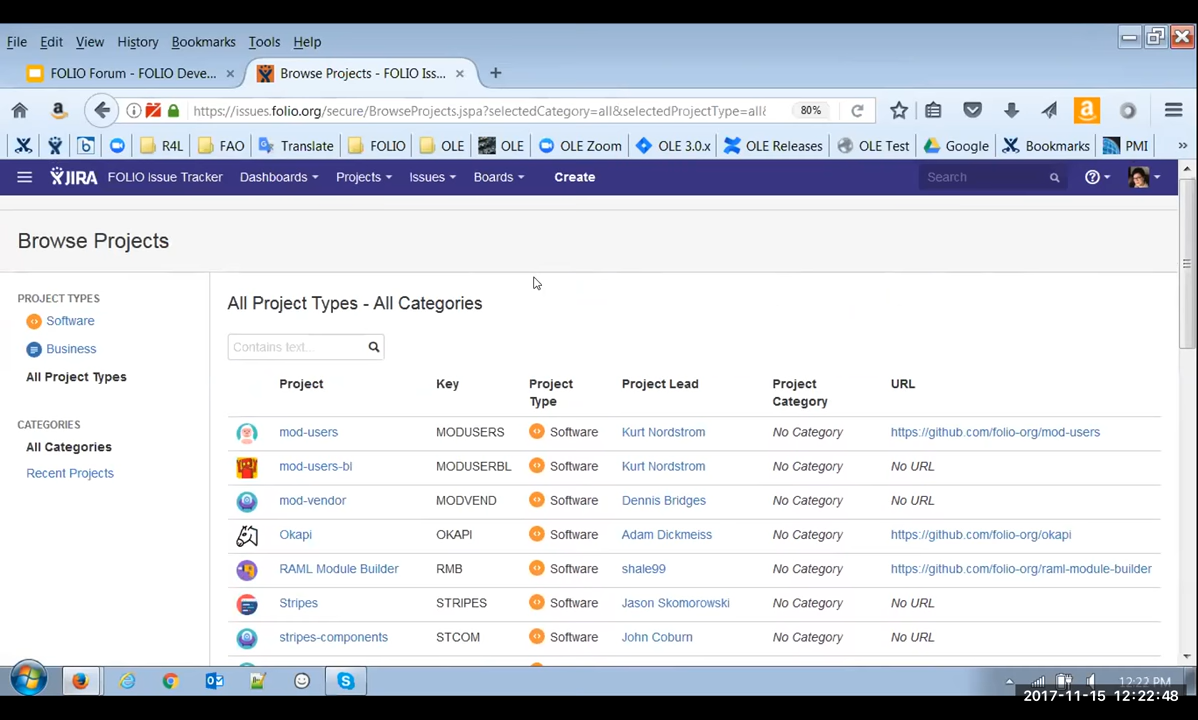 File Edit View History Bookmarks Tools Help
FOLIO Forum - FOLIO Deve... × Browse Projects - FOLIO Iss... × +
https://issues.folio.org/secure/BrowseProjects.jspa?selectedCategory=all&selectedProjectType=all& 80%
R4L FAO Translate FOLIO OLE OLE OLE Zoom OLE 3.0.x OLE Releases OLE Test Google Bookmarks PMI »
JIRA FOLIO Issue Tracker Dashboards Projects Issues Boards Create Search
Browse Projects
PROJECT TYPES
Software
Business
All Project Types
CATEGORIES
All Categories
Recent Projects
All Project Types - All Categories
Contains text...
Project Key Project Type Project Lead Project Category URL
mod-users MODUSERS Software Kurt Nordstrom No Category https://github.com/folio-org/mod-users
mod-users-bl MODUSERBL Software Kurt Nordstrom No Category No URL
mod-vendor MODVEND Software Dennis Bridges No Category No URL
Okapi OKAPI Software Adam Dickmeiss No Category https://github.com/folio-org/okapi
RAML Module Builder RMB Software shale99 No Category https://github.com/folio-org/raml-module-builder
Stripes STRIPES Software Jason Skomorowski No Category No URL
stripes-components STCOM Software John Coburn No Category No URL
12:22 PM
2017-11-15 12:22:48